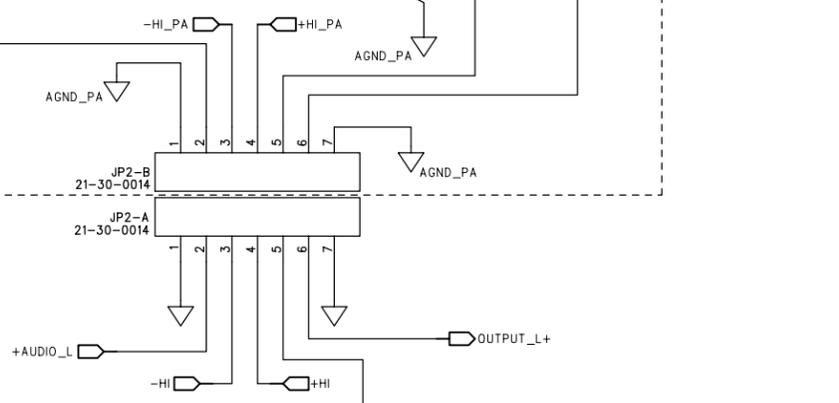 -HI_PA
+HI_PA
AGND_PA
AGND_PA
1 2 3 4 5 6 7
AGND_PA
JP2-B
21-30-0014
JP2-A
21-30-0014
1 2 3 4 5 6 7
OUTPUT_L+
+AUDIO_L
-HI
+HI